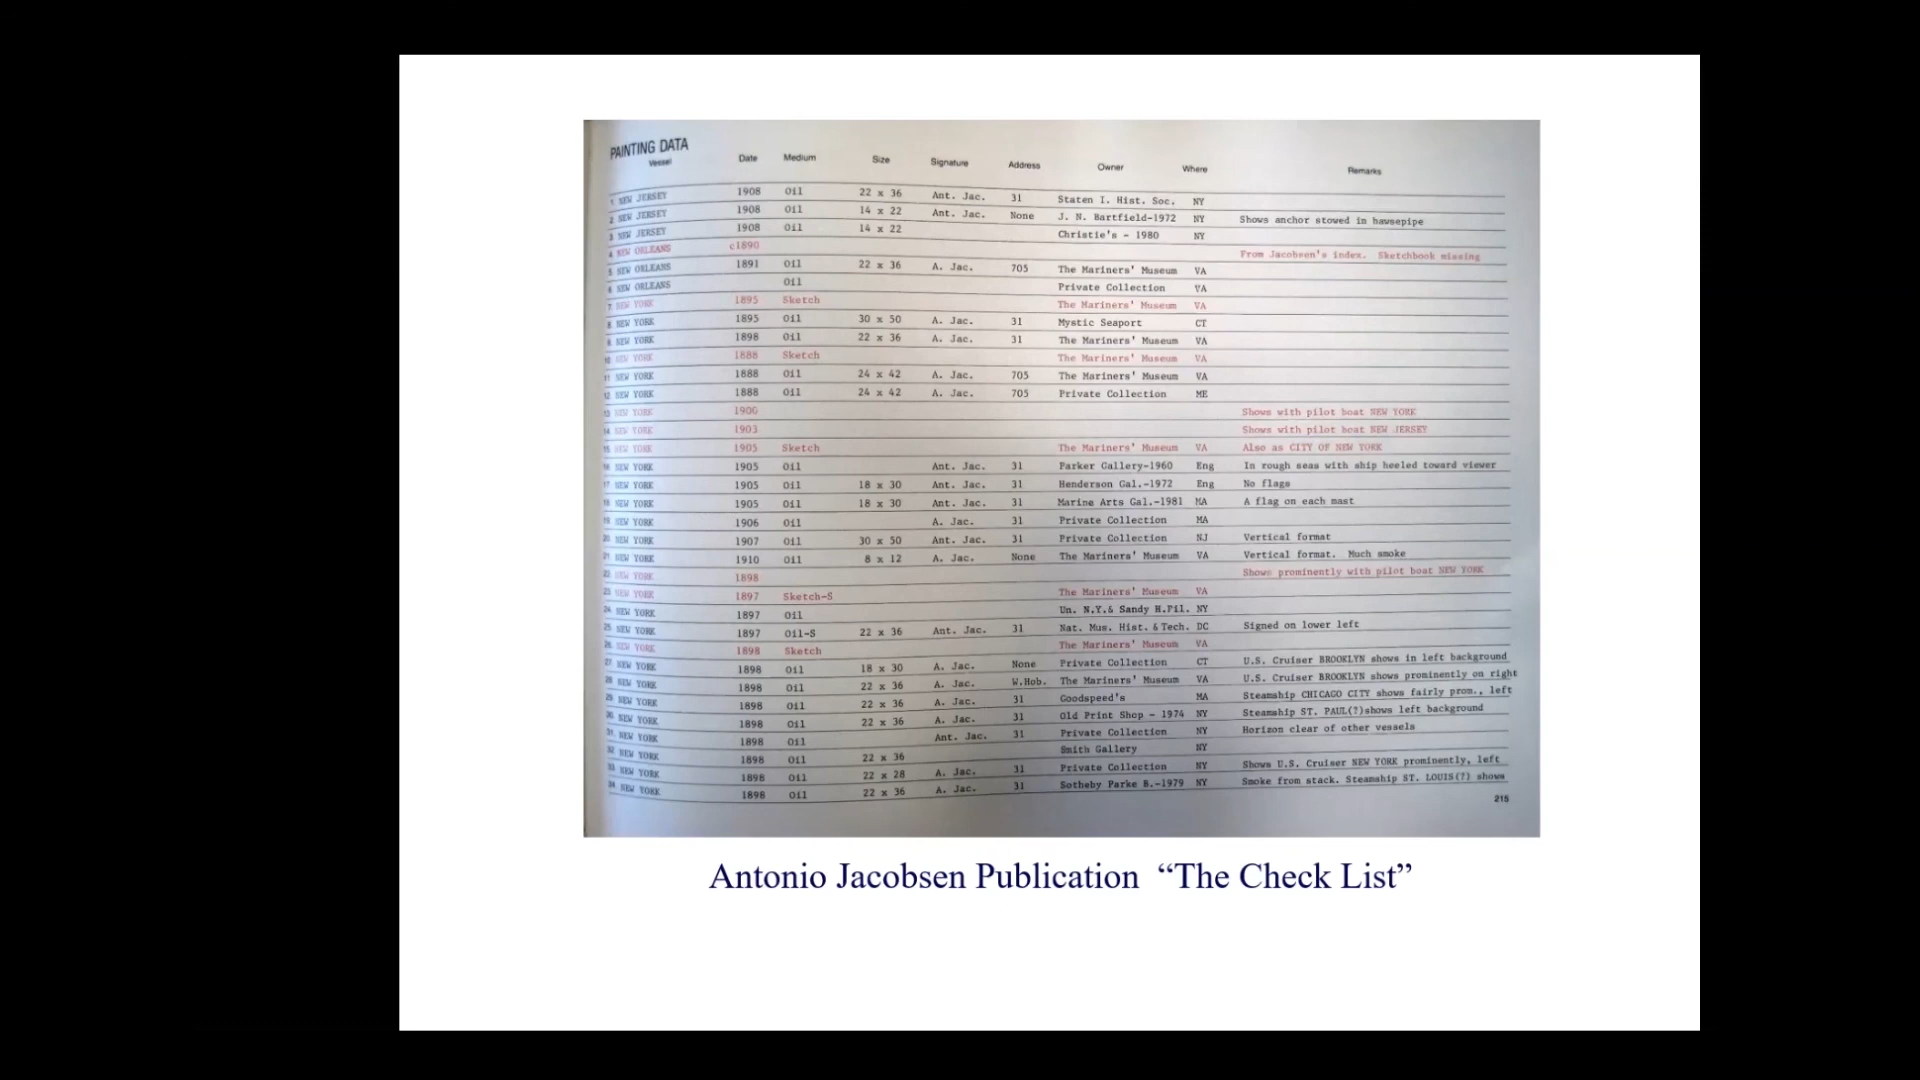 PAINTING DATA
Vessel Date Medium Size Signature Address Owner Where Remarks
1 NEW JERSEY 1908 Oil 22 x 36 Ant. Jac. 31 Staten I. Hist. Soc. NY
2 NEW JERSEY 1908 Oil 14 x 22 Ant. Jac. None J. N. Bartfield-1972 NY Shows anchor stowed in hawsepipe
3 NEW JERSEY 1908 Oil 14 x 22 Christie's - 1980 NY
4 NEW ORLEANS c1890 From Jacobsen's index. Sketchbook missing
5 NEW ORLEANS 1891 Oil 22 x 36 A. Jac. 705 The Mariners' Museum VA
6 NEW ORLEANS Oil Private Collection VA
7 NEW YORK 1895 Sketch The Mariners' Museum VA
8 NEW YORK 1895 Oil 30 x 50 A. Jac. 31 Mystic Seaport CT
9 NEW YORK 1898 Oil 22 x 36 A. Jac. 31 The Mariners' Museum VA
10 NEW YORK 1888 Sketch The Mariners' Museum VA
11 NEW YORK 1888 Oil 24 x 42 A. Jac. 705 The Mariners' Museum VA
12 NEW YORK 1888 Oil 24 x 42 A. Jac. 705 Private Collection ME
13 NEW YORK 1900 Shows with pilot boat NEW YORK
14 NEW YORK 1903 Shows with pilot boat NEW JERSEY
15 NEW YORK 1905 Sketch The Mariners' Museum VA Also as CITY OF NEW YORK
16 NEW YORK 1905 Oil Ant. Jac. 31 Parker Gallery-1960 Eng In rough seas with ship heeled toward viewer
17 NEW YORK 1905 Oil 18 x 30 Ant. Jac. 31 Henderson Gal.-1972 Eng No flags
18 NEW YORK 1905 Oil 18 x 30 Ant. Jac. 31 Marine Arts Gal.-1981 MA A flag on each mast
19 NEW YORK 1906 Oil A. Jac. 31 Private Collection MA
20 NEW YORK 1907 Oil 30 x 50 Ant. Jac. 31 Private Collection NJ Vertical format
21 NEW YORK 1910 Oil 8 x 12 A. Jac. None The Mariners' Museum VA Vertical format. Much smoke
22 NEW YORK 1898 Shows prominently with pilot boat NEW YORK
23 NEW YORK 1897 Sketch-S The Mariners' Museum VA
24 NEW YORK 1897 Oil Un. N.Y.& Sandy H.Pil. NY
25 NEW YORK 1897 Oil-S 22 x 36 Ant. Jac. 31 Nat. Mus. Hist. & Tech. DC Signed on lower left
26 NEW YORK 1898 Sketch The Mariners' Museum VA
27 NEW YORK 1898 Oil 18 x 30 A. Jac. None Private Collection CT U.S. Cruiser BROOKLYN shows in left background
28 NEW YORK 1898 Oil 22 x 36 A. Jac. W.Hob. The Mariners' Museum VA U.S. Cruiser BROOKLYN shows prominently on right
29 NEW YORK 1898 Oil 22 x 36 A. Jac. 31 Goodspeed's MA Steamship CHICAGO CITY shows fairly prom., left
30 NEW YORK 1898 Oil 22 x 36 A. Jac. 31 Old Print Shop - 1974 NY Steamship ST. PAUL(?)shows left background
31 NEW YORK 1898 Oil Ant. Jac. 31 Private Collection NY Horizon clear of other vessels
32 NEW YORK 1898 Oil 22 x 36 Smith Gallery NY
33 NEW YORK 1898 Oil 22 x 28 A. Jac. 31 Private Collection NY Shows U.S. Cruiser NEW YORK prominently, left
34 NEW YORK 1898 Oil 22 x 36 A. Jac. 31 Sotheby Parke B.-1979 NY Smoke from stack. Steamship ST. LOUIS(?) shows
215
Antonio Jacobsen Publication “The Check List”